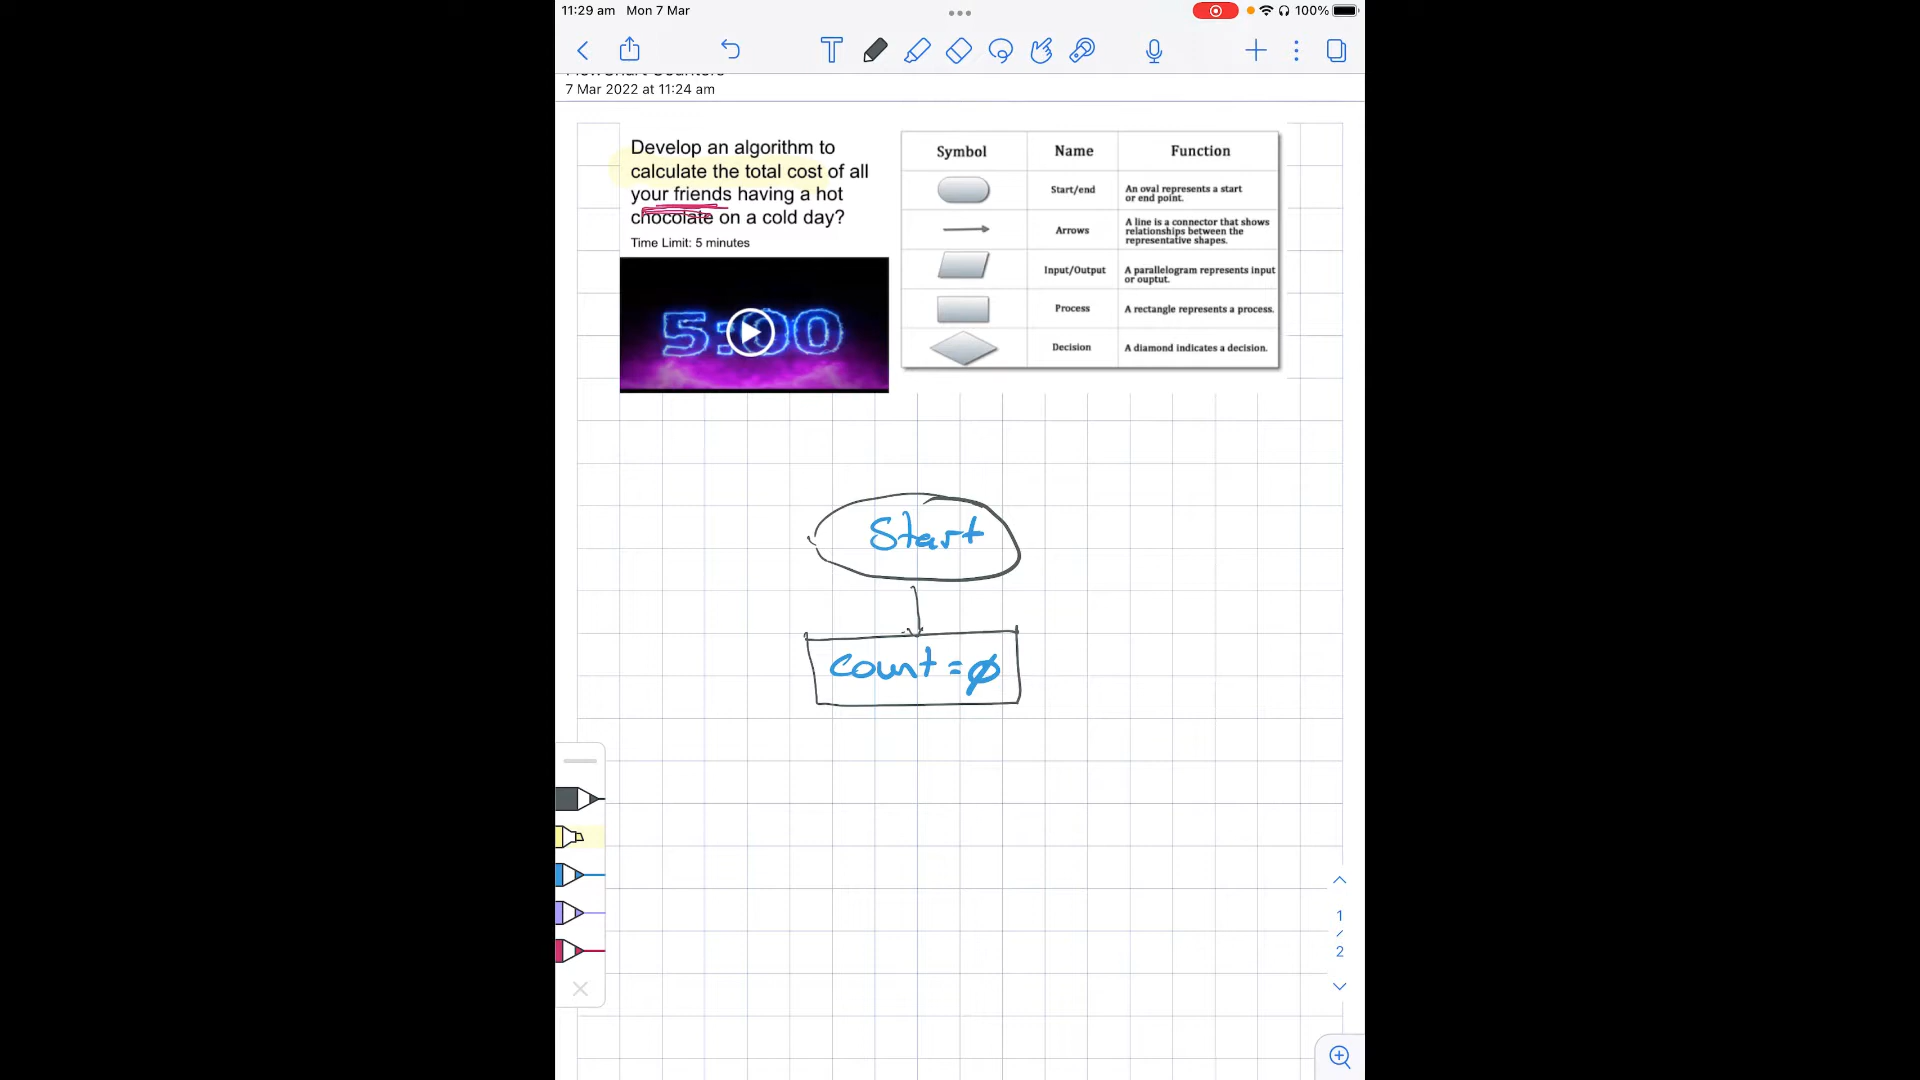 11:29 am Mon 7 Mar
100%
7 Mar 2022 at 11:24 am
Develop an algorithm to
calculate the total cost of all
your friends having a hot
chocolate on a cold day?
Time Limit: 5 minutes
5:00
Symbol Name Function
Start/end An oval represents a start
or end point.
Arrows A line is a connector that shows
relationships between the
representative shapes.
Input/Output A parallelogram represents input
or ouptut.
Process A rectangle represents a process.
Decision A diamond indicates a decision.
Start
count = ø
1
/
2